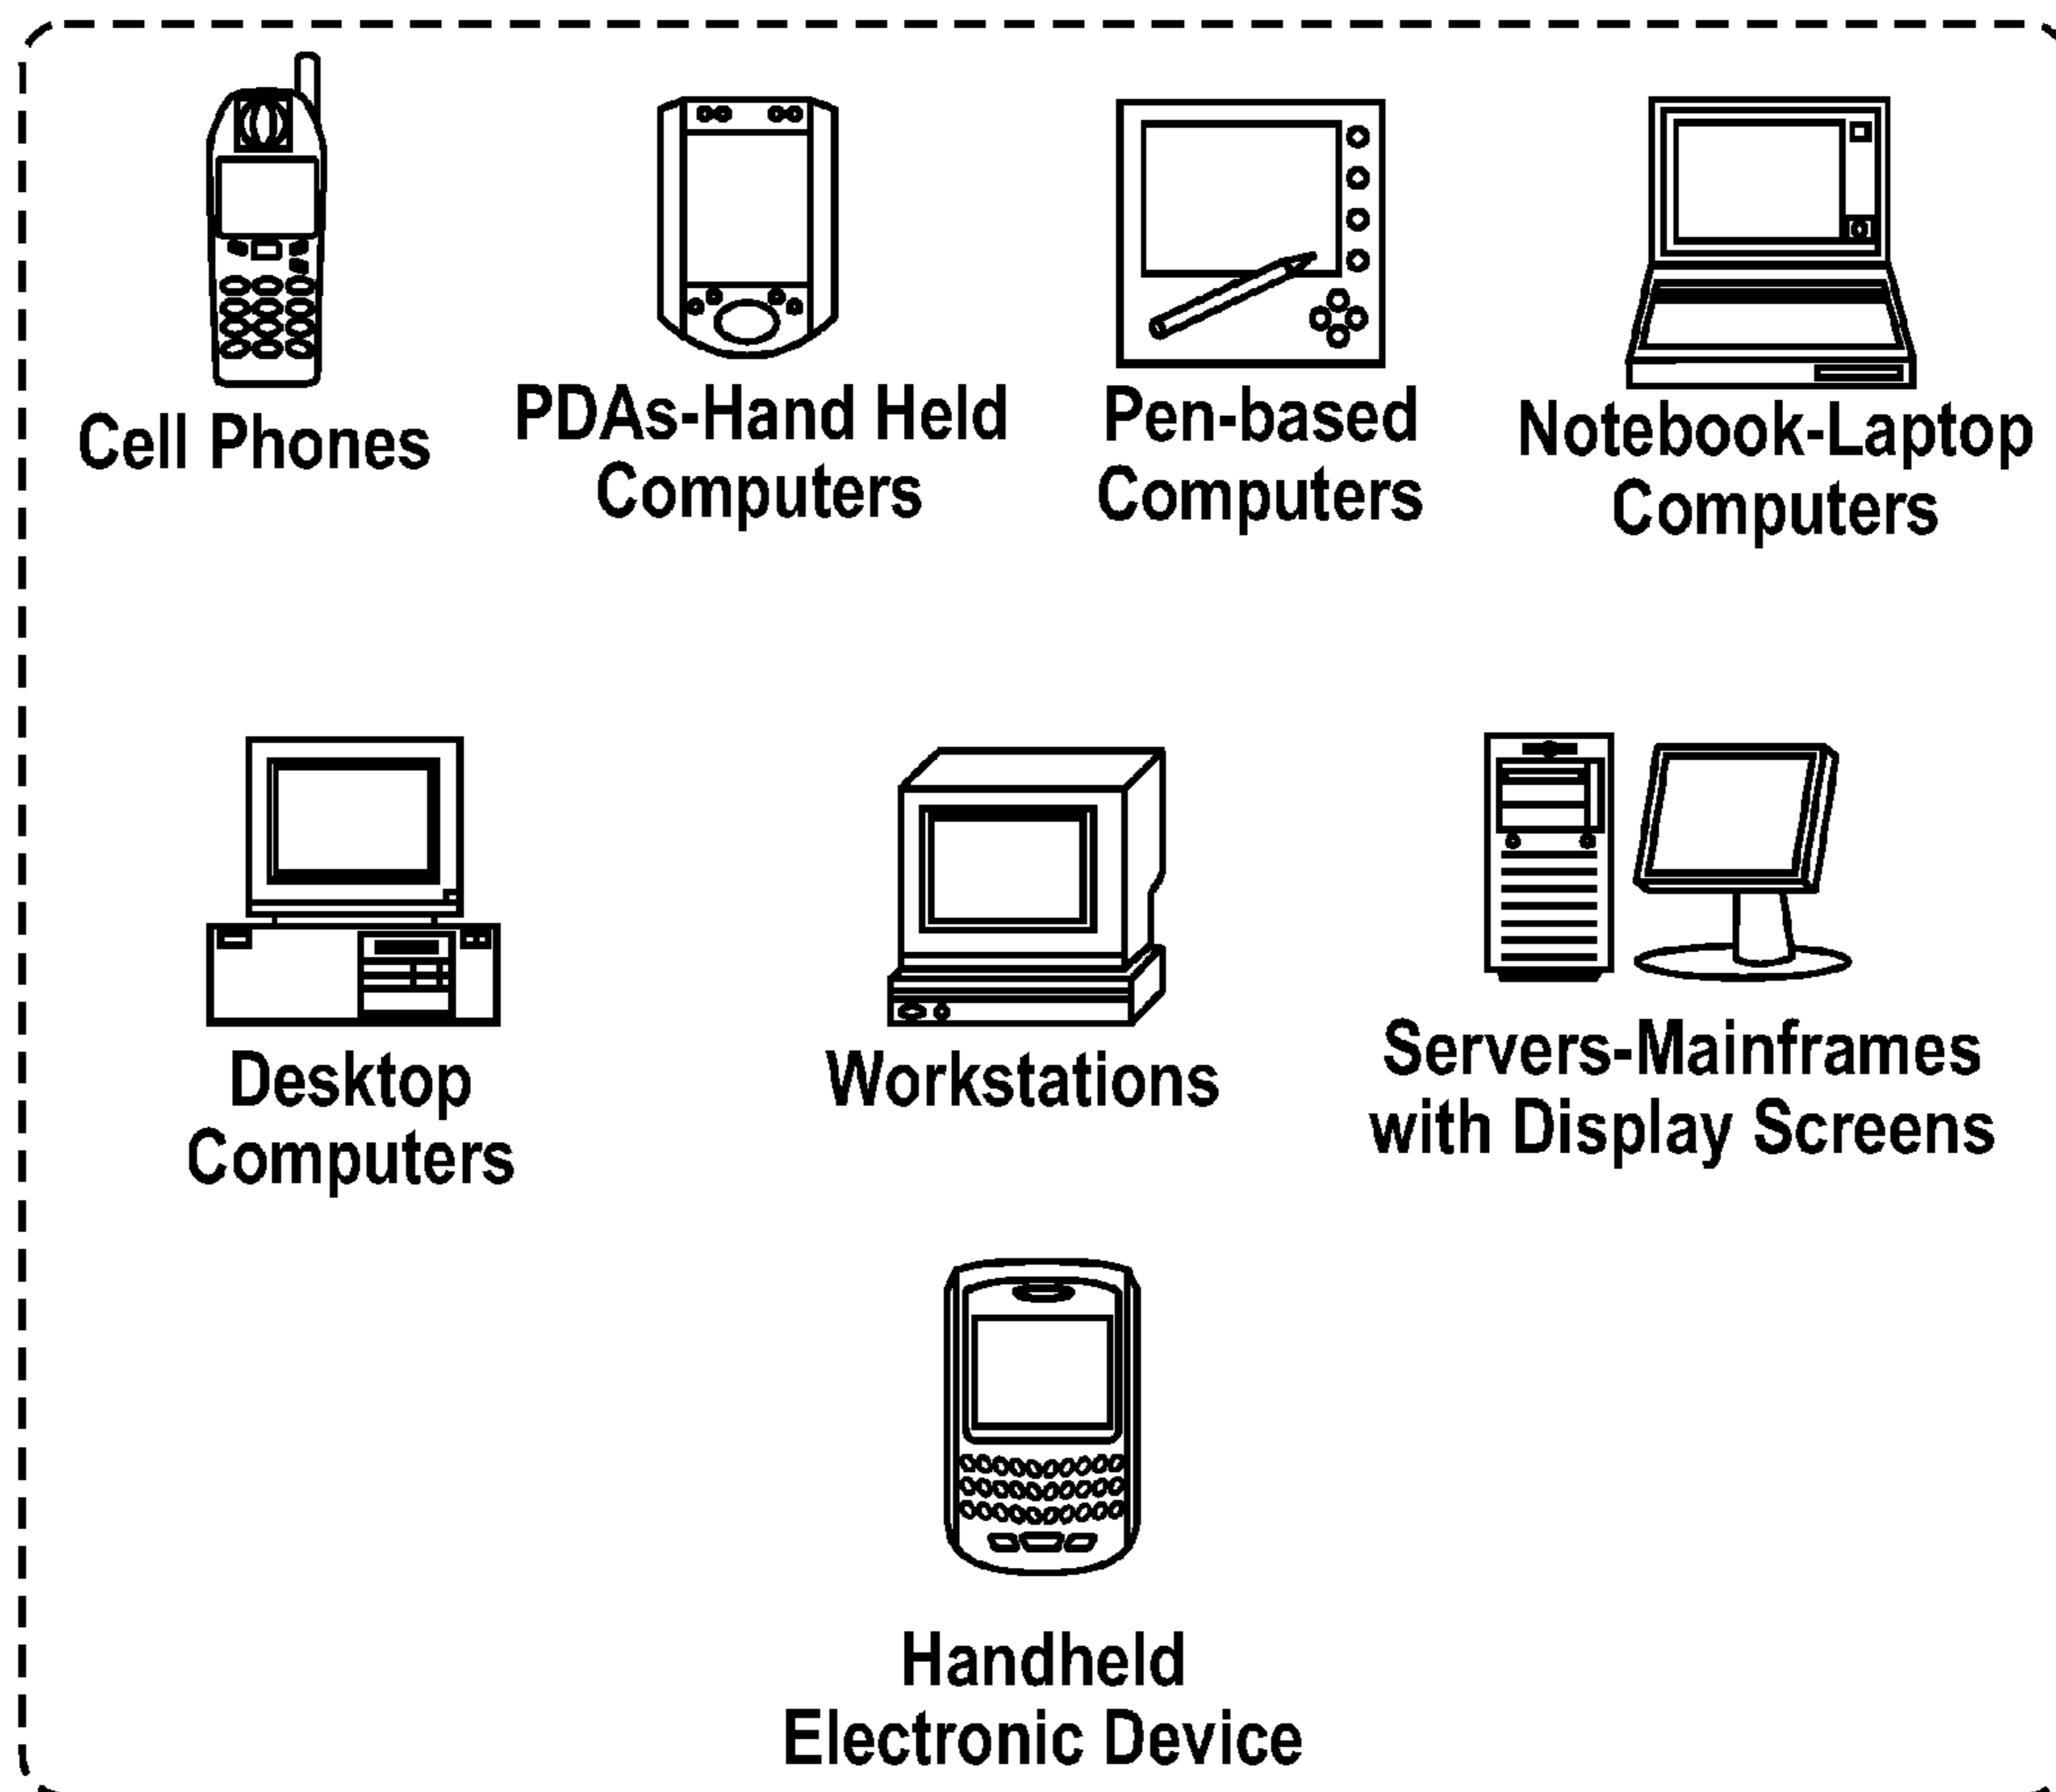 Cell Phones
PDAs-Hand Held
Computers
Pen-based
Computers
Notebook-Laptop
Computers
Desktop
Computers
Workstations
Servers-Mainframes
with Display Screens
Handheld
Electronic Device